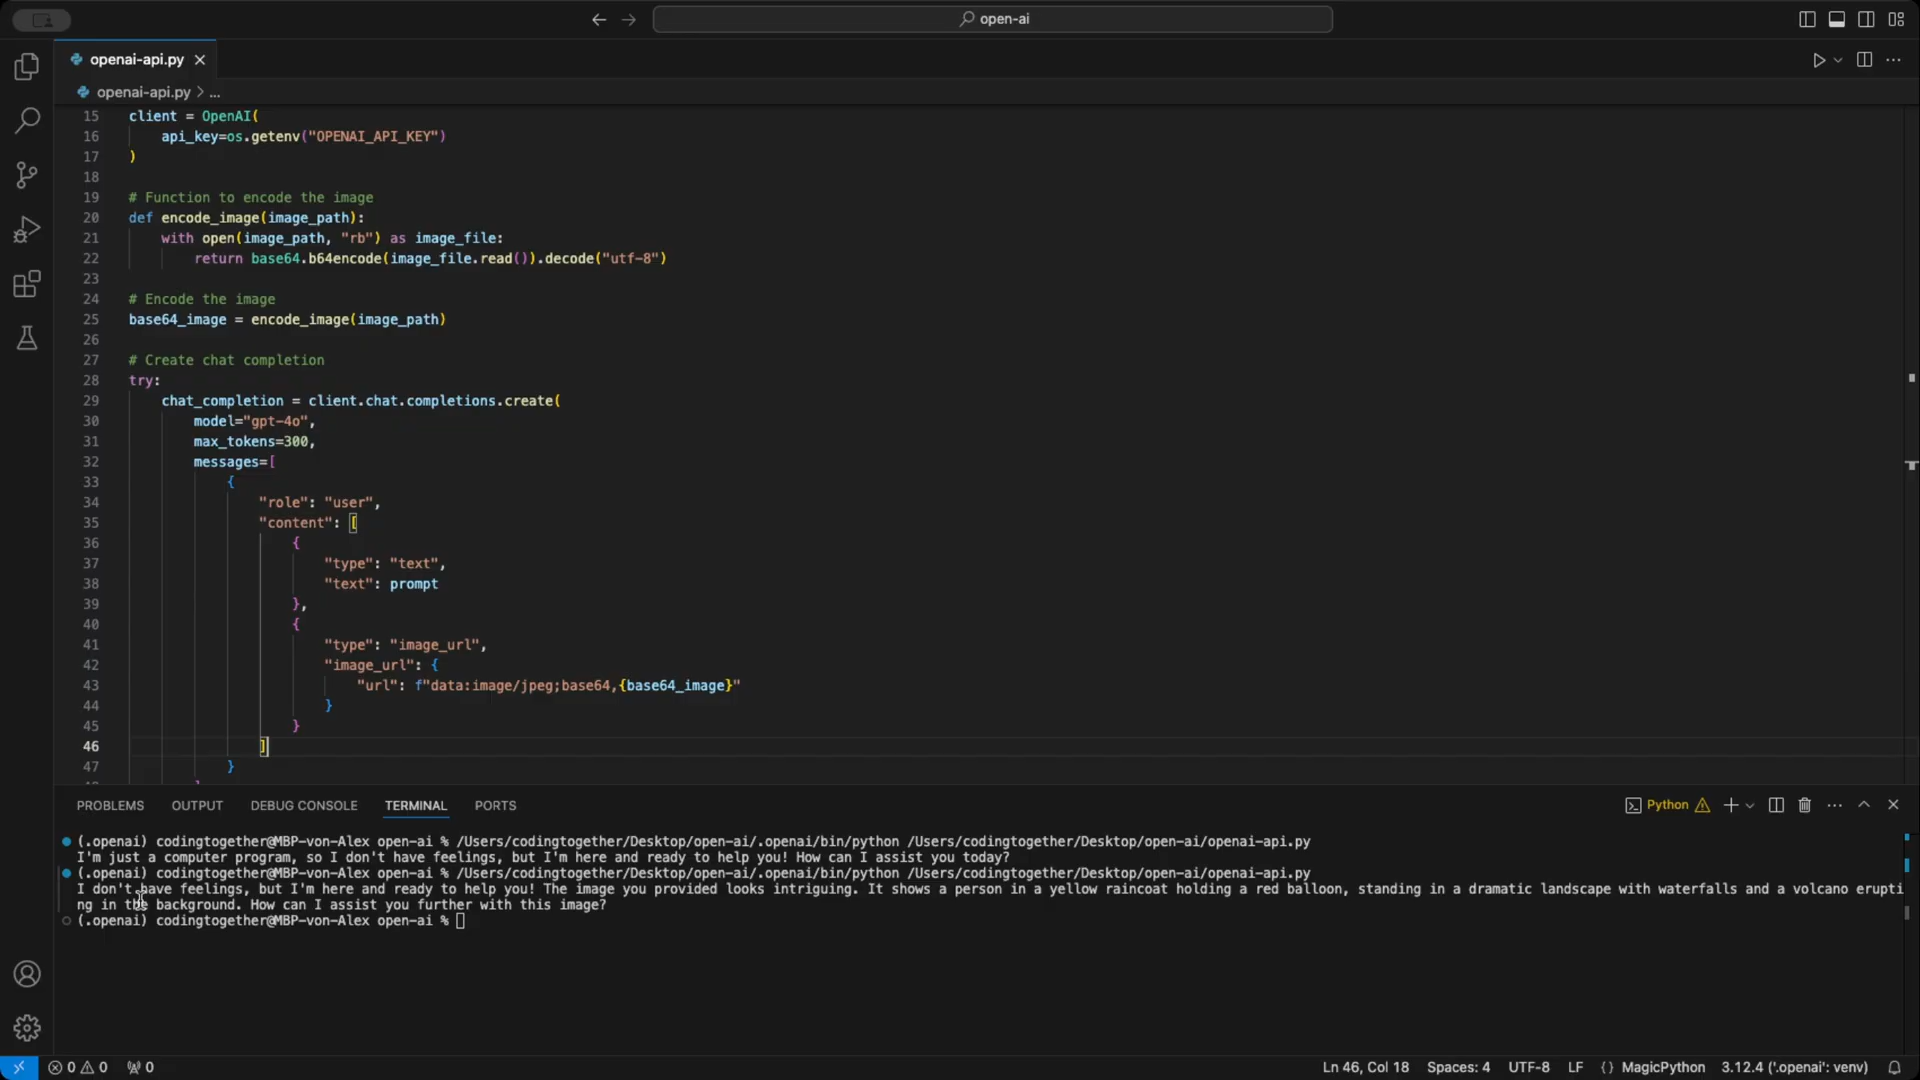 open-ai
openai-api.py
openai-api.py > ...
15 client = OpenAI(
16 api_key=os.getenv("OPENAI_API_KEY")
17 )
18
19 # Function to encode the image
20 def encode_image(image_path):
21 with open(image_path, "rb") as image_file:
22 return base64.b64encode(image_file.read()).decode("utf-8")
23
24 # Encode the image
25 base64_image = encode_image(image_path)
26
27 # Create chat completion
28 try:
29 chat_completion = client.chat.completions.create(
30 model="gpt-4o",
31 max_tokens=300,
32 messages=[
33 {
34 "role": "user",
35 "content": [
36 {
37 "type": "text",
38 "text": prompt
39 },
40 {
41 "type": "image_url",
42 "image_url": {
43 "url": f"data:image/jpeg;base64,{base64_image}"
44 }
45 }
46 ]
47 }
PROBLEMS OUTPUT DEBUG CONSOLE TERMINAL PORTS Python
(.openai) codingtogether@MBP-von-Alex open-ai % /Users/codingtogether/Desktop/open-ai/.openai/bin/python /Users/codingtogether/Desktop/open-ai/openai-api.py
I'm just a computer program, so I don't have feelings, but I'm here and ready to help you! How can I assist you today?
(.openai) codingtogether@MBP-von-Alex open-ai % /Users/codingtogether/Desktop/open-ai/.openai/bin/python /Users/codingtogether/Desktop/open-ai/openai-api.py
I don't have feelings, but I'm here and ready to help you! The image you provided looks intriguing. It shows a person in a yellow raincoat holding a red balloon, standing in a dramatic landscape with waterfalls and a volcano erupti
ng in the background. How can I assist you further with this image?
(.openai) codingtogether@MBP-von-Alex open-ai %
0 0 0 Ln 46, Col 18 Spaces: 4 UTF-8 LF {} MagicPython 3.12.4 ('.openai': venv)